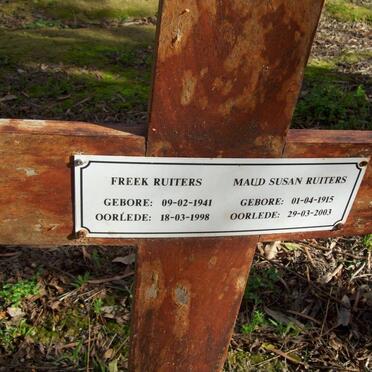 FREEK RUITERS MAUD SUSAN RUITERS
GEBORE: 09-02-1941 GEBORE: 01-04-1915
OORLEDE: 18-03-1998 OORLEDE: 29-03-2003